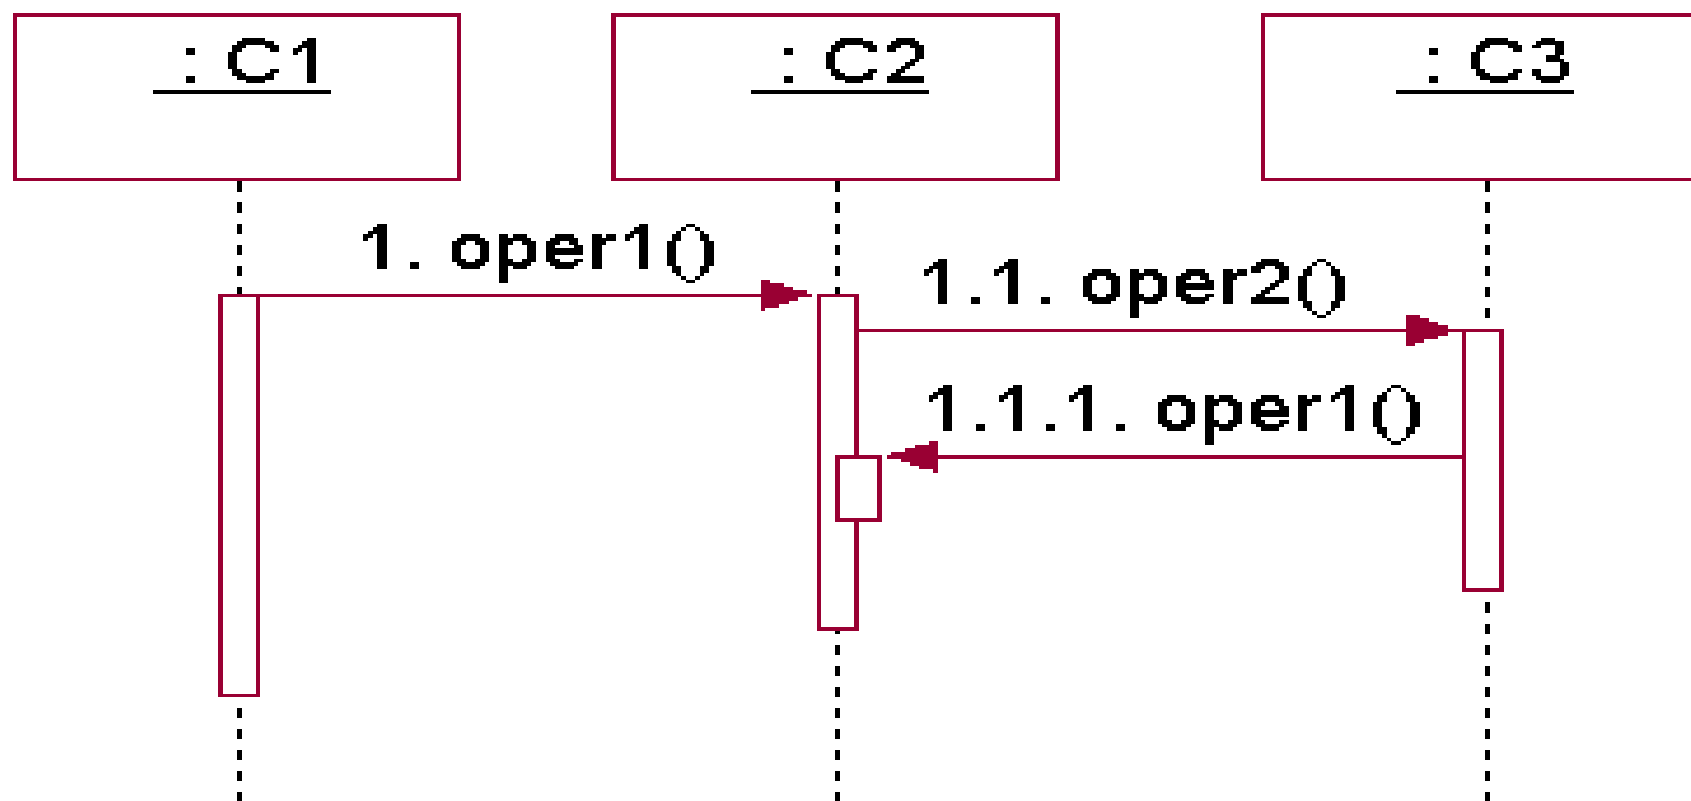 : C1
: C2
: C3
1. oper1()
1.1. oper2()
1.1.1. oper1()